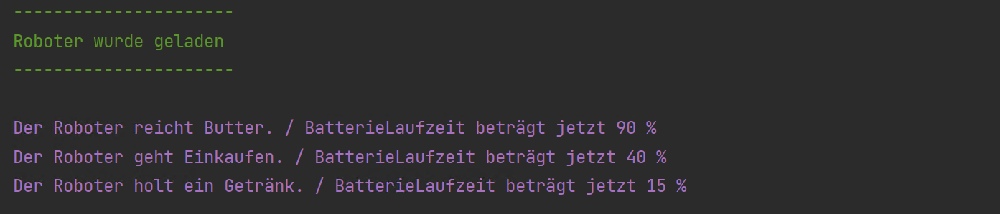 ----------------------
Roboter wurde geladen
----------------------
Der Roboter reicht Butter. / BatterieLaufzeit beträgt jetzt 90 %
Der Roboter geht Einkaufen. / BatterieLaufzeit beträgt jetzt 40 %
Der Roboter holt ein Getränk. / BatterieLaufzeit beträgt jetzt 15 %